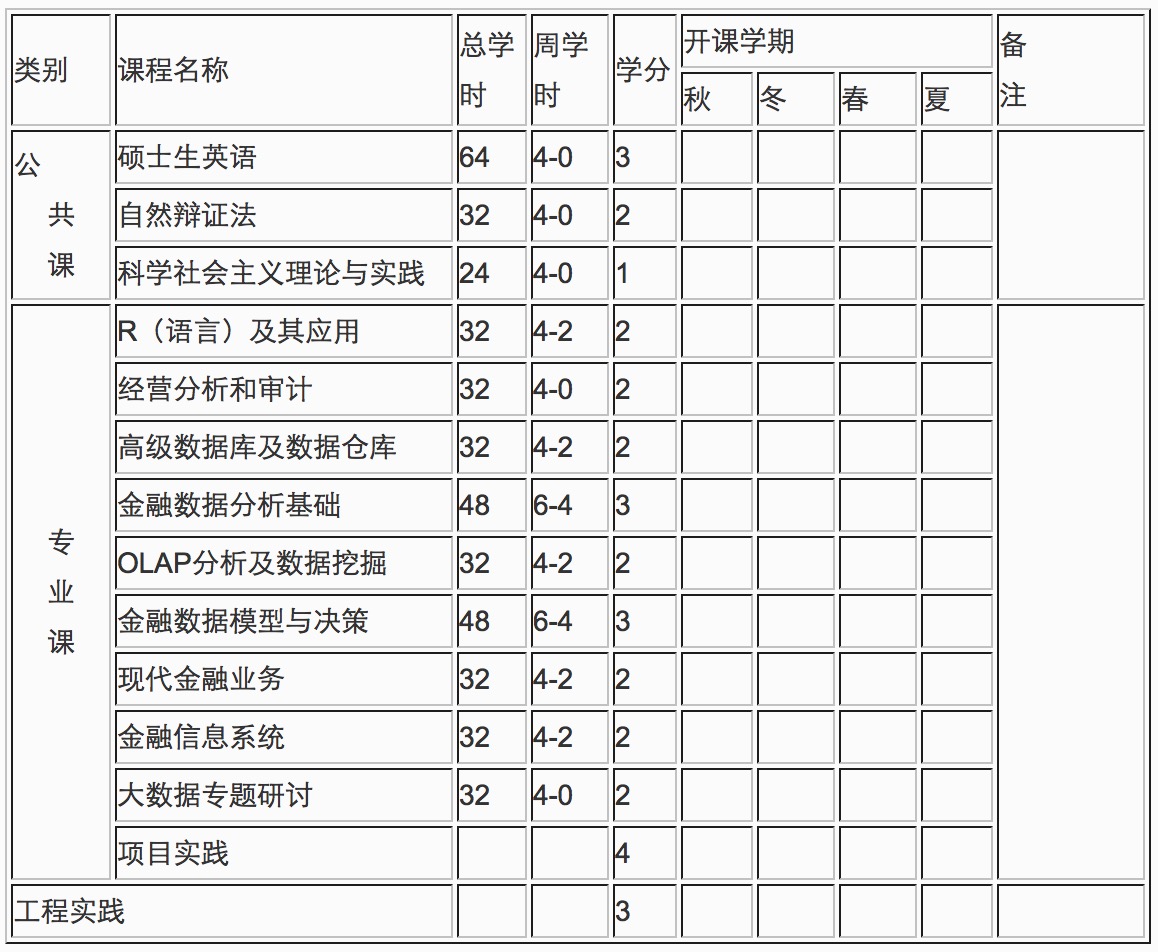 类别 课程名称 总学时 周学时 学分 开课学期 备注
秋 冬 春 夏
公共课
硕士生英语 64 4-0 3
自然辩证法 32 4-0 2
科学社会主义理论与实践 24 4-0 1
专业课
R（语言）及其应用 32 4-2 2
经营分析和审计 32 4-0 2
高级数据库及数据仓库 32 4-2 2
金融数据分析基础 48 6-4 3
OLAP分析及数据挖掘 32 4-2 2
金融数据模型与决策 48 6-4 3
现代金融业务 32 4-2 2
金融信息系统 32 4-2 2
大数据专题研讨 32 4-0 2
项目实践 4
工程实践 3